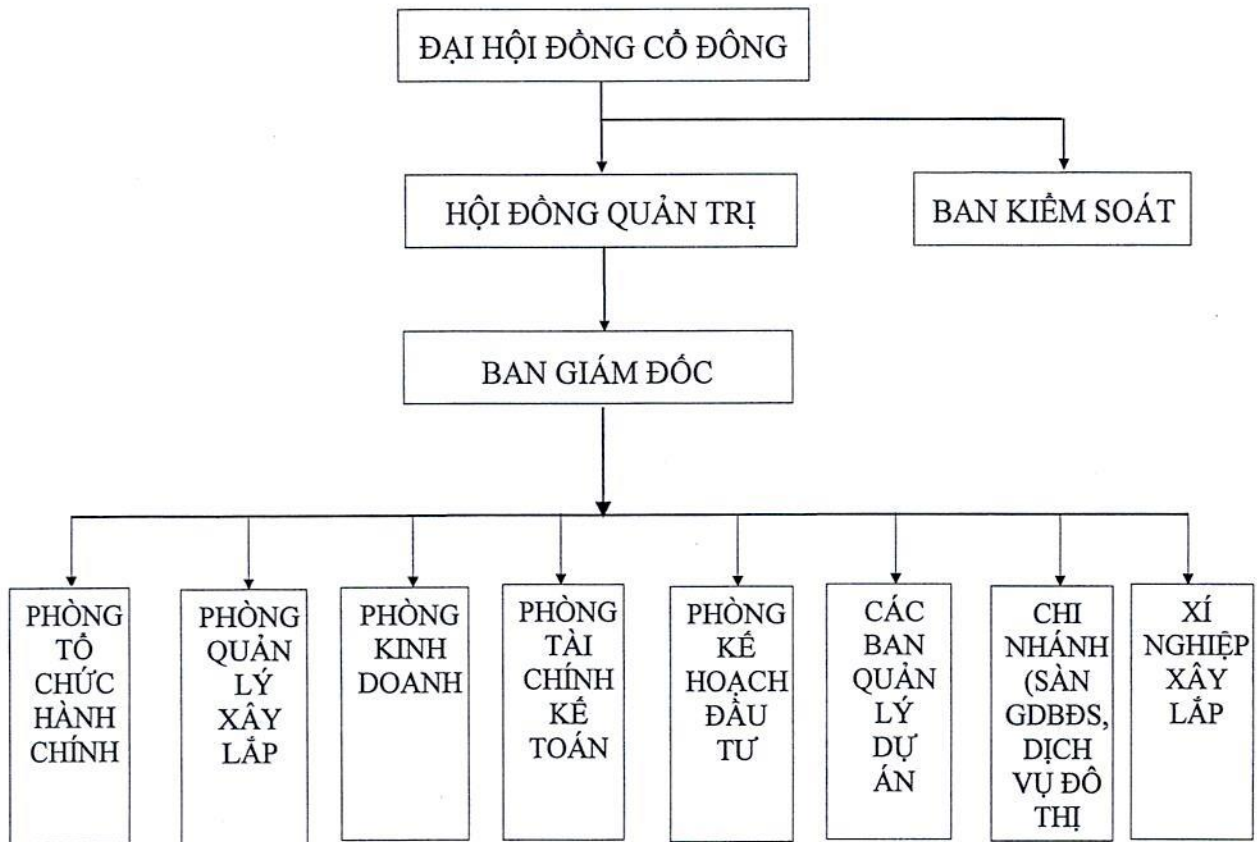 ĐẠI HỘI ĐỒNG CỔ ĐÔNG
HỘI ĐỒNG QUẢN TRỊ
BAN KIỂM SOÁT
BAN GIÁM ĐỐC
PHÒNG
TỔ
CHỨC
HÀNH
CHÍNH
PHÒNG
QUẢN
LÝ
XÂY
LẮP
PHÒNG
KINH
DOANH
PHÒNG
TÀI
CHÍNH
KẾ
TOÁN
PHÒNG
KẾ
HOẠCH
ĐẦU
TƯ
CÁC
BAN
QUẢN
LÝ
DỰ
ÁN
CHI
NHÁNH
(SÀN
GDBĐS,
DỊCH
VỤ ĐÔ
THỊ
XÍ
NGHIỆP
XÂY
LẮP